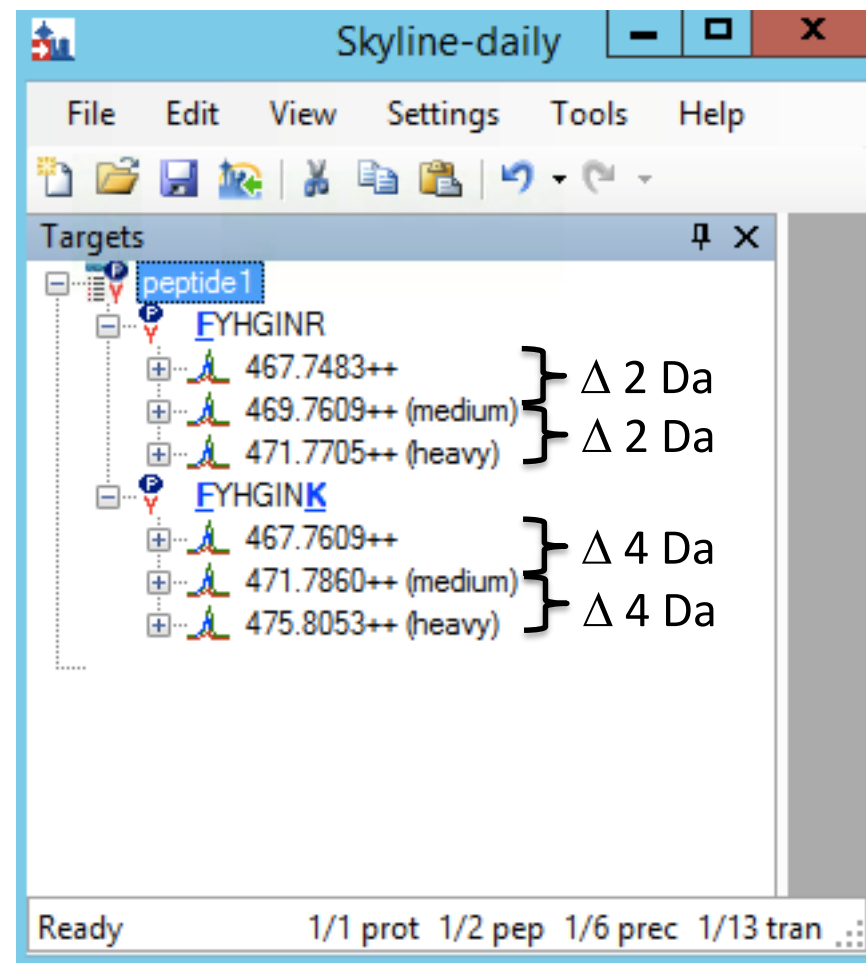 Skyline-daily
File Edit View Settings Tools Help
Targets
peptide1
FYHGINR
467.7483++
Δ 2 Da
469.7609++ (medium)
Δ 2 Da
471.7705++ (heavy)
FYHGINK
467.7609++
Δ 4 Da
471.7860++ (medium)
Δ 4 Da
475.8053++ (heavy)
Ready 1/1 prot 1/2 pep 1/6 prec 1/13 tran